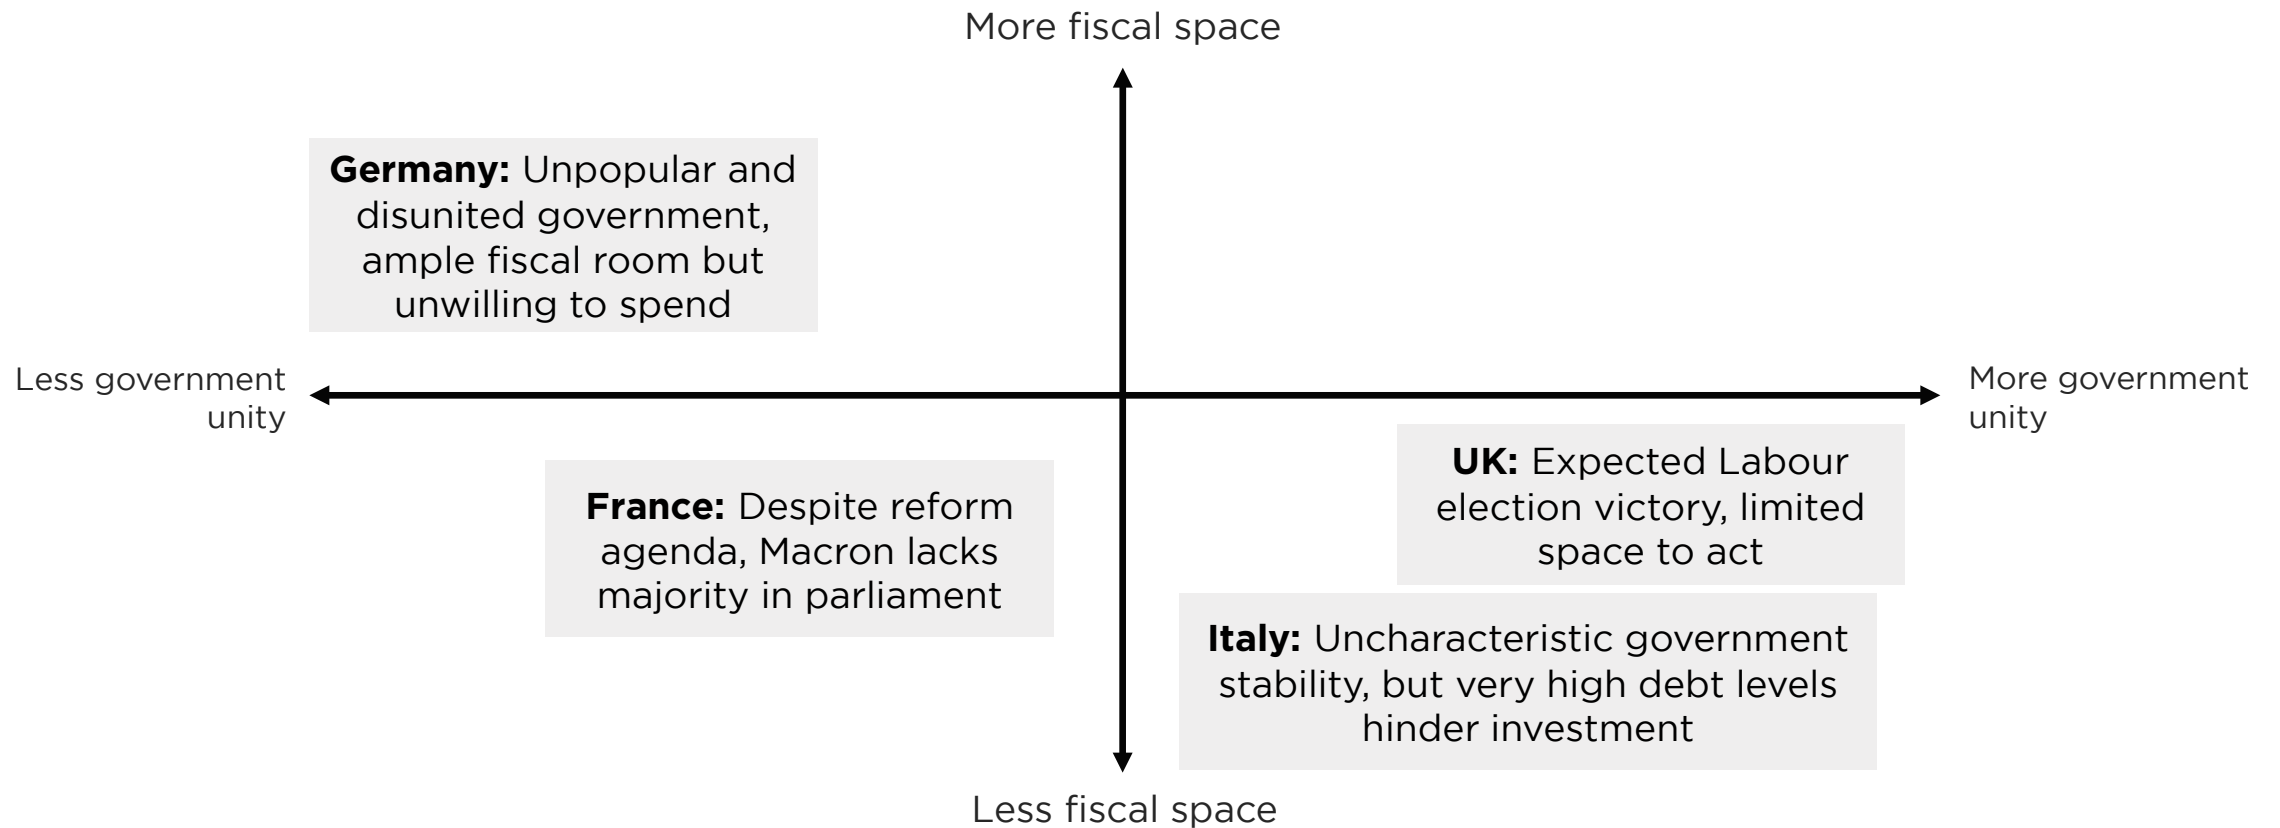 More fiscal space
Germany: Unpopular and
disunited government,
ample fiscal room but
unwilling to spend
Less government
unity
More government
unity
France: Despite reform
agenda, Macron lacks
majority in parliament
UK: Expected Labour
election victory, limited
space to act
Italy: Uncharacteristic government
stability, but very high debt levels
hinder investment
Less fiscal space